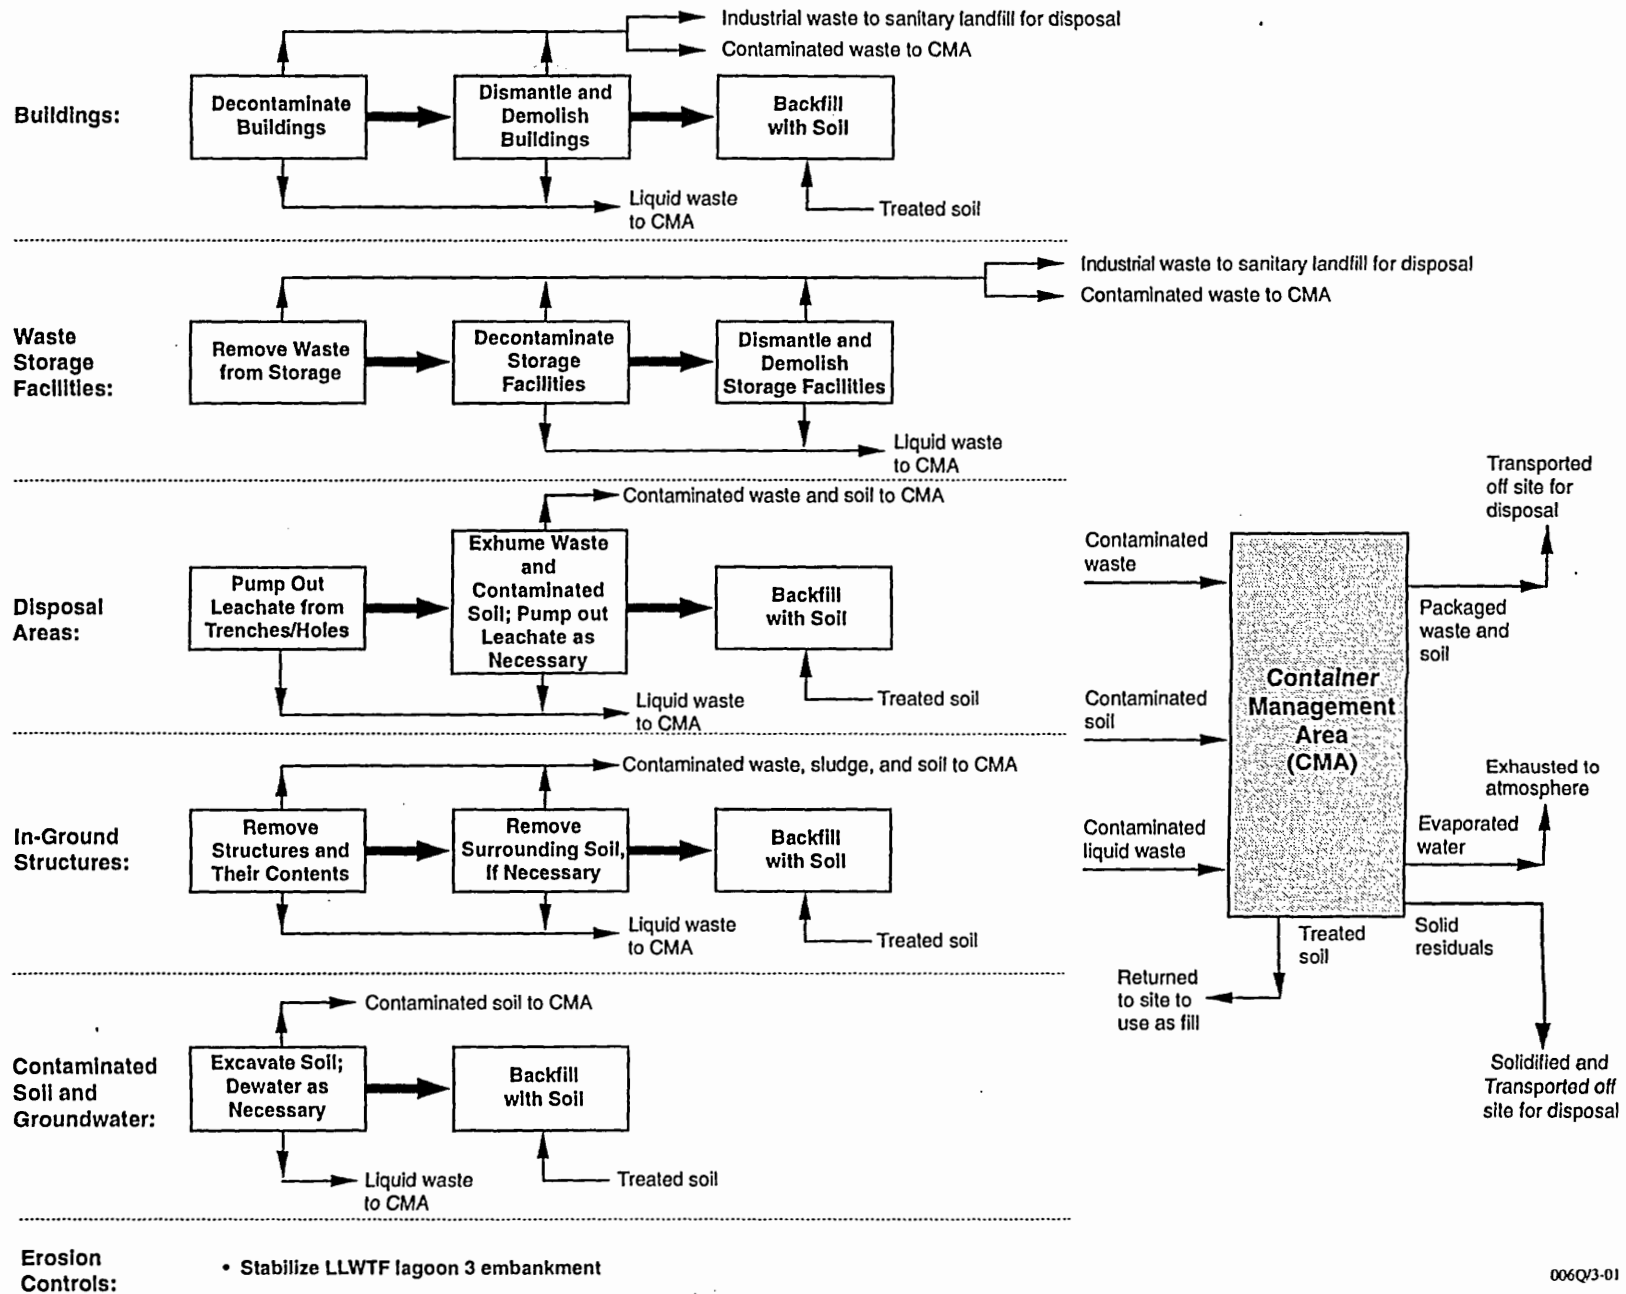 Buildings:
Decontaminate
Buildings
Dismantle and
Demolish
Buildings
Backfill
with Soil
Industrial waste to sanitary landfill for disposal
Contaminated waste to CMA
Liquid waste
to CMA
Treated soil
Waste
Storage
Facilities:
Remove Waste
from Storage
Decontaminate
Storage
Facilities
Dismantle and
Demolish
Storage Facilities
Industrial waste to sanitary landfill for disposal
Contaminated waste to CMA
Liquid waste
to CMA
Disposal
Areas:
Pump Out
Leachate from
Trenches/Holes
Exhume Waste
and
Contaminated
Soil; Pump out
Leachate as
Necessary
Backfill
with Soil
Contaminated waste and soil to CMA
Liquid waste
to CMA
Treated soil
In-Ground
Structures:
Remove
Structures and
Their Contents
Remove
Surrounding Soil,
If Necessary
Backfill
with Soil
Contaminated waste, sludge, and soil to CMA
Liquid waste
to CMA
Treated soil
Contaminated
Soil and
Groundwater:
Excavate Soil;
Dewater as
Necessary
Backfill
with Soil
Contaminated soil to CMA
Liquid waste
to CMA
Treated soil
Erosion
Controls:
• Stabilize LLWTF lagoon 3 embankment
Contaminated
waste
Contaminated
soil
Contaminated
liquid waste
Container
Management
Area
(CMA)
Transported
off site for
disposal
Packaged
waste and
soil
Exhausted to
atmosphere
Evaporated
water
Solid
residuals
Treated
soil
Returned
to site to
use as fill
Solidified and
Transported off
site for disposal
006Q/3-01